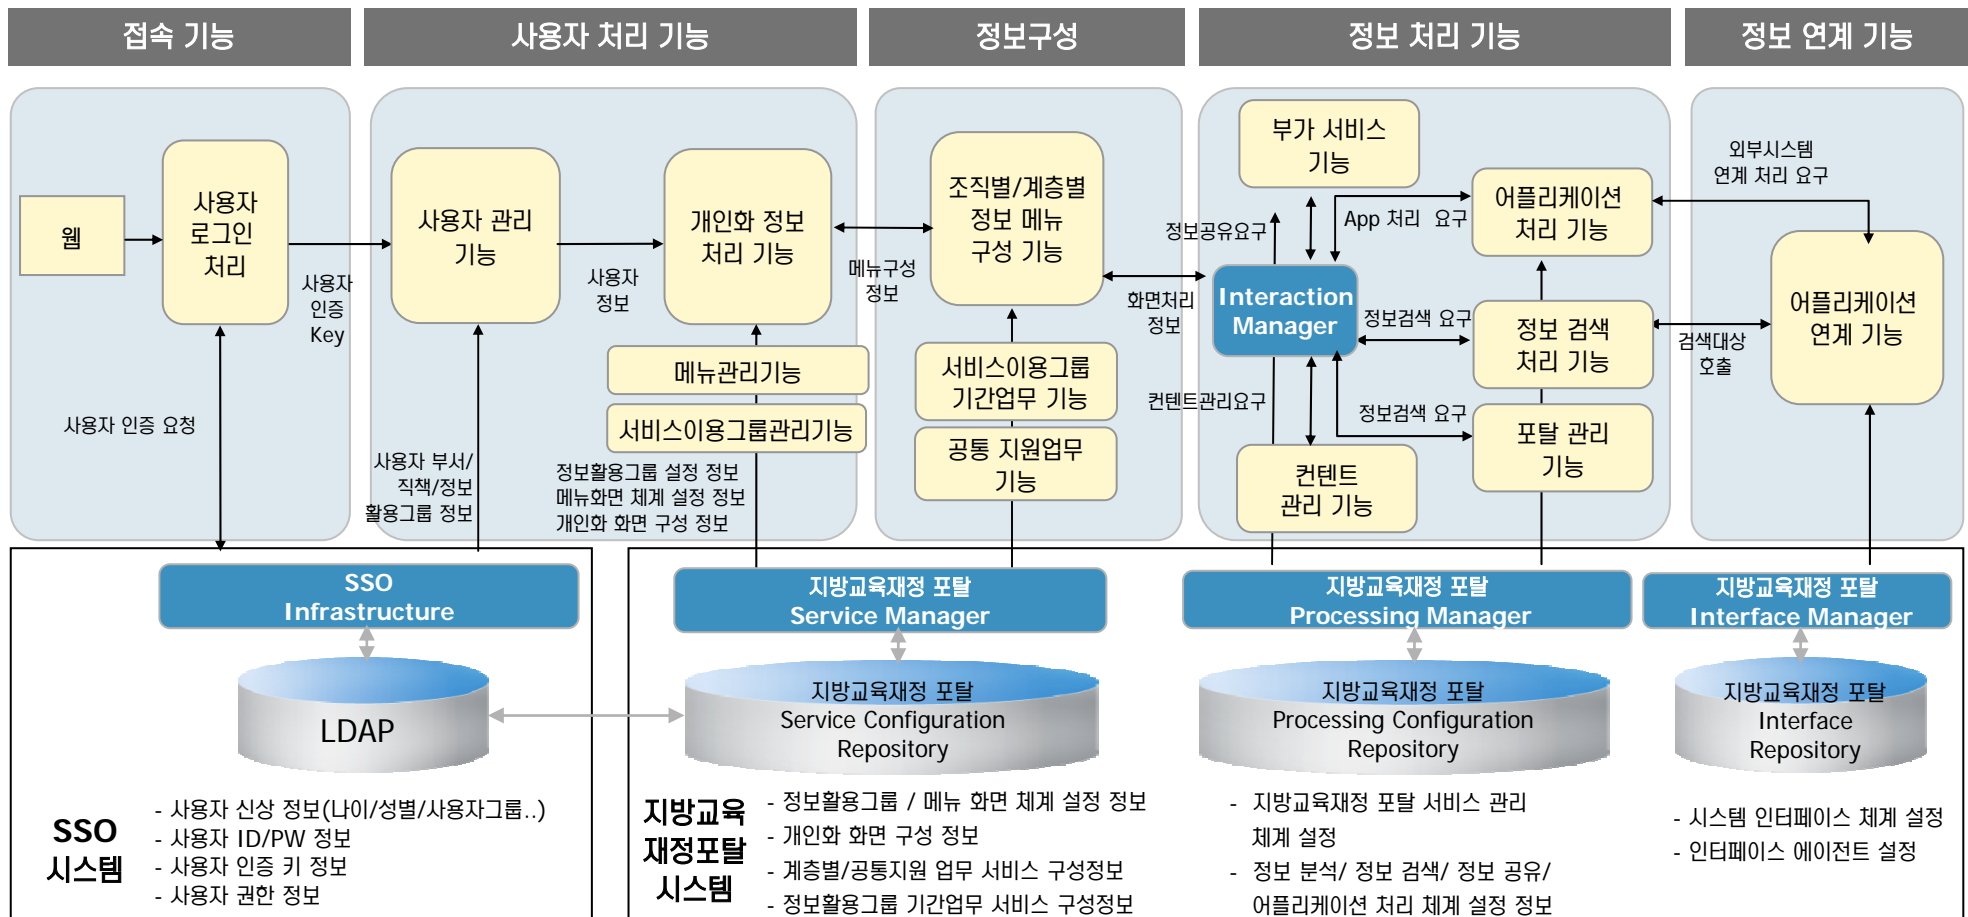 접속 기능
사용자 처리 기능
정보구성
정보 처리 기능
정보 연계 기능
웹
사용자
로그인
처리
사용자
인증
Key
사용자 인증 요청
사용자 관리
기능
사용자
정보
개인화 정보
처리 기능
메뉴관리기능
서비스이용그룹관리기능
사용자 부서/
직책/정보
활용그룹 정보
정보활용그룹 설정 정보
메뉴화면 체계 설정 정보
개인화 화면 구성 정보
메뉴구성
정보
조직별/계층별
정보 메뉴
구성 기능
서비스이용그룹
기간업무 기능
공통 지원업무
기능
화면처리
정보
부가 서비스
기능
정보공유요구
App 처리 요구
Interaction
Manager
정보검색 요구
컨텐트관리요구
정보검색 요구
컨텐트
관리 기능
어플리케이션
처리 기능
정보 검색
처리 기능
포탈 관리
기능
외부시스템
연계 처리 요구
검색대상
호출
어플리케이션
연계 기능
SSO
Infrastructure
LDAP
SSO
시스템
- 사용자 신상 정보(나이/성별/사용자그룹..)
- 사용자 ID/PW 정보
- 사용자 인증 키 정보
- 사용자 권한 정보
지방교육재정 포탈
Service Manager
지방교육재정 포탈
Service Configuration
Repository
지방교육
재정포탈
시스템
- 정보활용그룹 / 메뉴 화면 체계 설정 정보
- 개인화 화면 구성 정보
- 계층별/공통지원 업무 서비스 구성정보
- 정보활용그룹 기간업무 서비스 구성정보
지방교육재정 포탈
Processing Manager
지방교육재정 포탈
Processing Configuration
Repository
- 지방교육재정 포탈 서비스 관리
체계 설정
- 정보 분석/ 정보 검색/ 정보 공유/
어플리케이션 처리 체계 설정 정보
지방교육재정 포탈
Interface Manager
지방교육재정 포탈
Interface
Repository
- 시스템 인터페이스 체계 설정
- 인터페이스 에이전트 설정